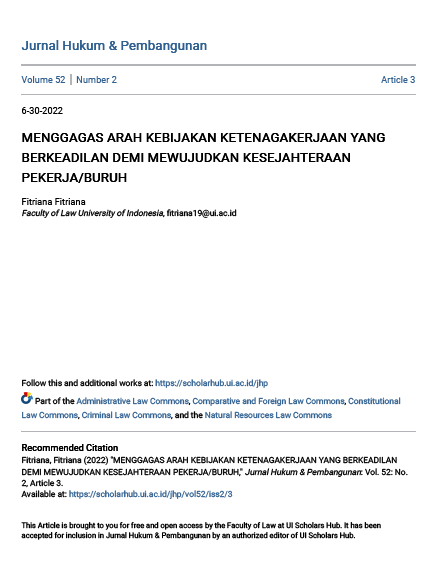 Jurnal Hukum & Pembangunan
Volume 52 | Number 2 Article 3
6-30-2022
MENGGAGAS ARAH KEBIJAKAN KETENAGAKERJAAN YANG
BERKEADILAN DEMI MEWUJUDKAN KESEJAHTERAAN
PEKERJA/BURUH
Fitriana Fitriana
Faculty of Law University of Indonesia, fitriana19@ui.ac.id
Follow this and additional works at: https://scholarhub.ui.ac.id/jhp
Part of the Administrative Law Commons, Comparative and Foreign Law Commons, Constitutional
Law Commons, Criminal Law Commons, and the Natural Resources Law Commons
Recommended Citation
Fitriana, Fitriana (2022) "MENGGAGAS ARAH KEBIJAKAN KETENAGAKERJAAN YANG BERKEADILAN
DEMI MEWUJUDKAN KESEJAHTERAAN PEKERJA/BURUH," Jurnal Hukum & Pembangunan: Vol. 52: No.
2, Article 3.
Available at: https://scholarhub.ui.ac.id/jhp/vol52/iss2/3
This Article is brought to you for free and open access by the Faculty of Law at UI Scholars Hub. It has been
accepted for inclusion in Jurnal Hukum & Pembangunan by an authorized editor of UI Scholars Hub.